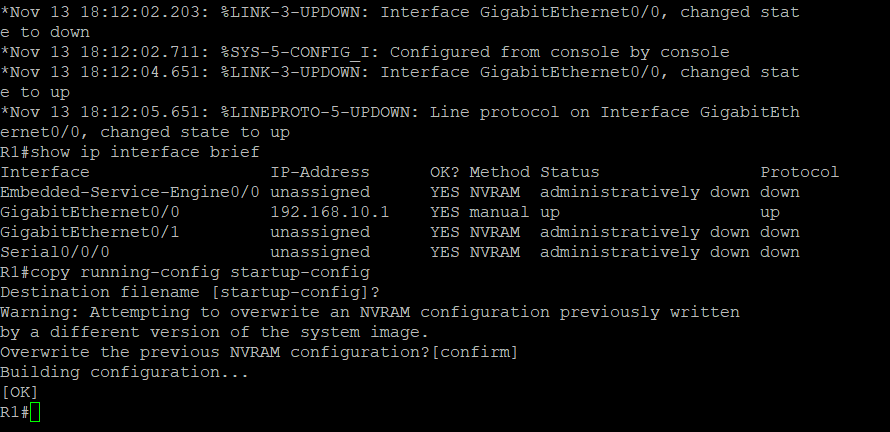 *Nov 13 18:12:02.203: %LINK-3-UPDOWN: Interface GigabitEthernet0/0, changed stat
e to down
*Nov 13 18:12:02.711: %SYS-5-CONFIG_I: Configured from console by console
*Nov 13 18:12:04.651: %LINK-3-UPDOWN: Interface GigabitEthernet0/0, changed stat
e to up
*Nov 13 18:12:05.651: %LINEPROTO-5-UPDOWN: Line protocol on Interface GigabitEth
ernet0/0, changed state to up
R1#show ip interface brief
Interface                  IP-Address      OK? Method Status                Protocol
Embedded-Service-Engine0/0 unassigned      YES NVRAM  administratively down down
GigabitEthernet0/0         192.168.10.1    YES manual up                    up
GigabitEthernet0/1         unassigned      YES NVRAM  administratively down down
Serial0/0/0                unassigned      YES NVRAM  administratively down down
R1#copy running-config startup-config
Destination filename [startup-config]?
Warning: Attempting to overwrite an NVRAM configuration previously written
by a different version of the system image.
Overwrite the previous NVRAM configuration?[confirm]
Building configuration...
[OK]
R1#